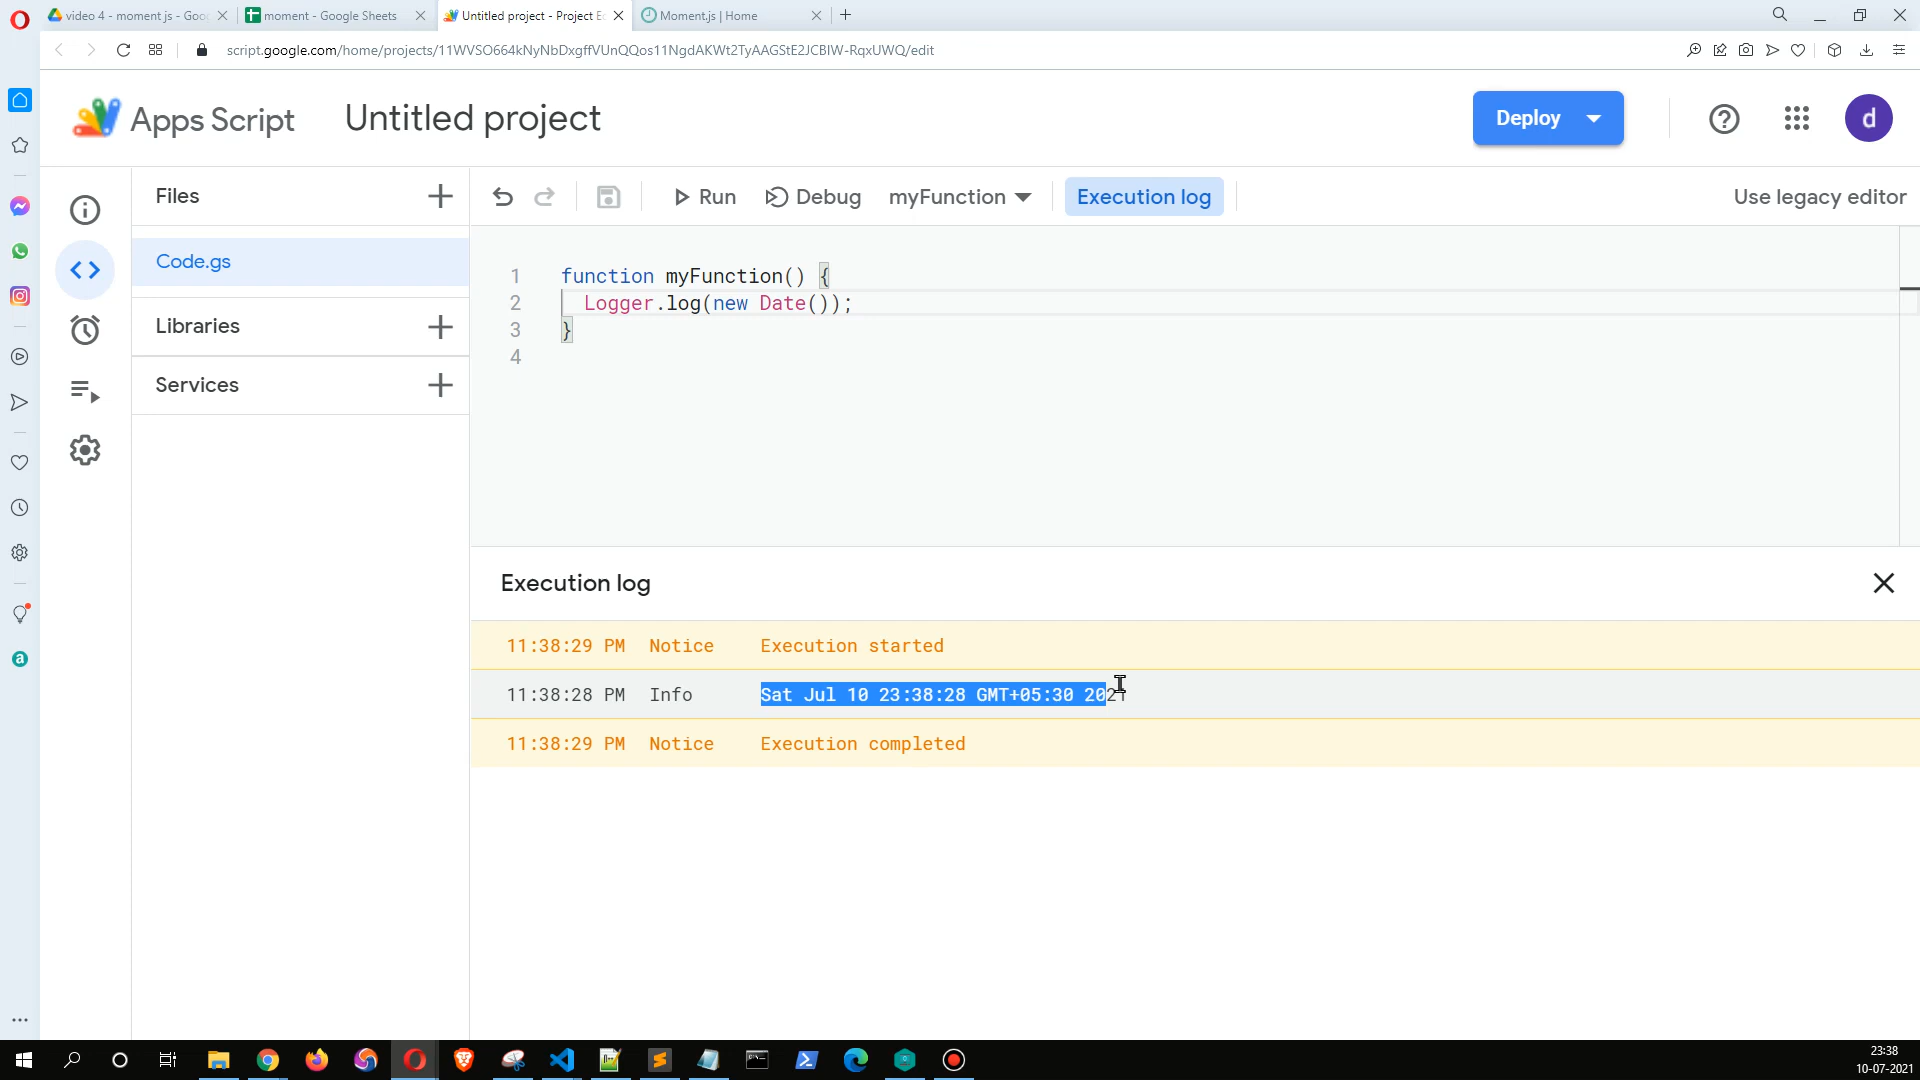 video 4 - moment js - Goo
moment - Google Sheets
Untitled project - Project E
Moment.js | Home
script.google.com/home/projects/11WVSO664kNyNbDxgffVUnQQos11NgdAKWt2TyAAGStE2JCBIW-RqxUWQ/edit
Apps Script
Untitled project
Deploy
d
Files
Run
Debug
myFunction
Execution log
Use legacy editor
Code.gs
Libraries
Services
1 function myFunction() {
2 Logger.log(new Date());
3 }
4
Execution log
11:38:29 PM Notice Execution started
11:38:28 PM Info Sat Jul 10 23:38:28 GMT+05:30 2021
11:38:29 PM Notice Execution completed
a
23:38
10-07-2021